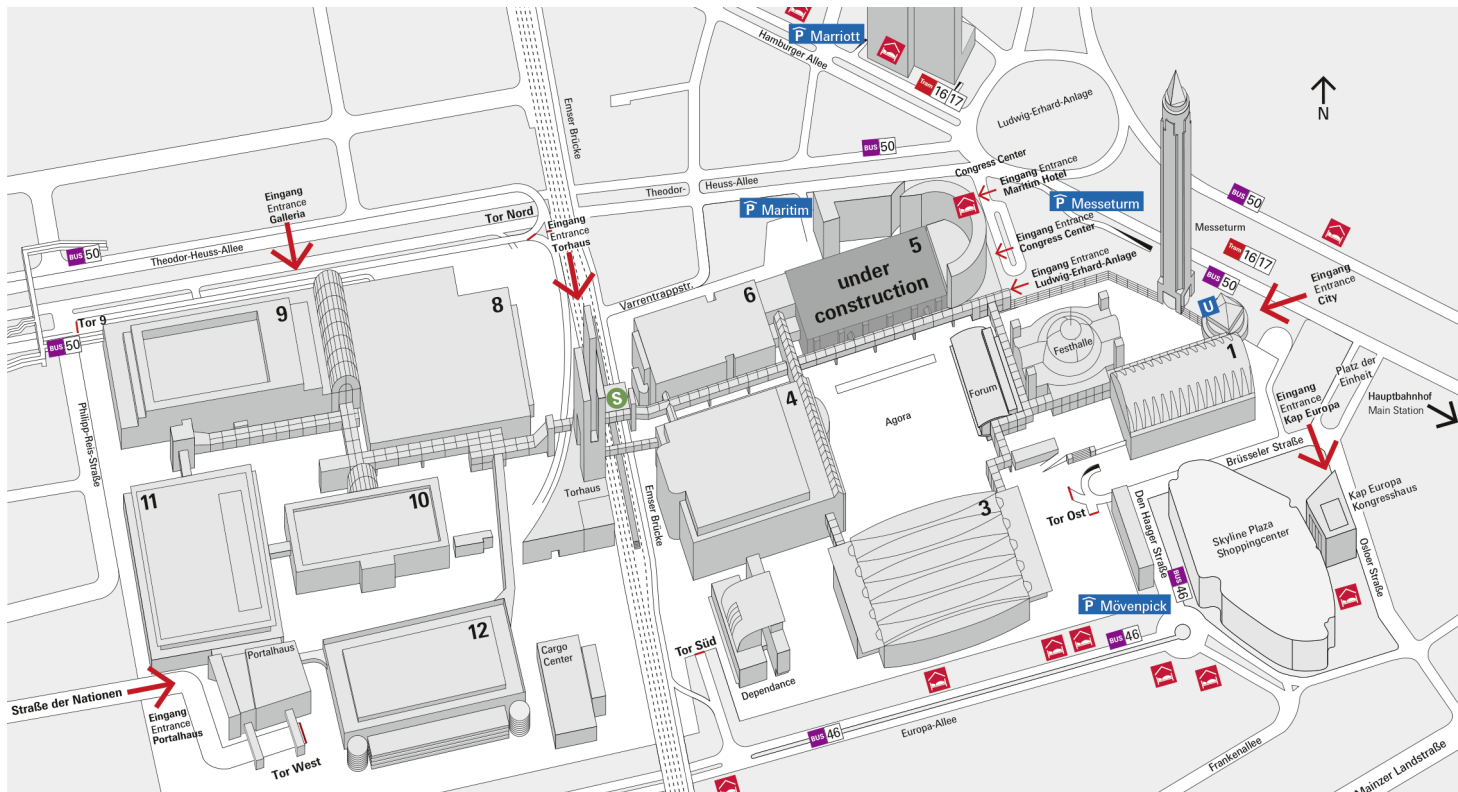 P Marriott
Hamburger Allee
Tram 16 17
Ludwig-Erhard-Anlage
N
Emser Brücke
BUS 50
Congress Center
Eingang Entrance
Maritim Hotel
Theodor-
Heuss-Allee
P Maritim
P Messeturm
BUS 50
Eingang
Entrance
Galleria
Tor Nord
Eingang
Entrance
Torhaus
BUS 50
Theodor-Heuss-Allee
Eingang Entrance
Congress Center
Messeturm
Tram 16 17
BUS 50
Eingang Entrance
Ludwig-Erhard-Anlage
Eingang
Entrance
City
U
5
under
construction
6
Varrentrappstr.
8
9
Tor 9
BUS 50
Festhalle
1
Forum
Platz der
Einheit
Eingang
Entrance
Kap Europa
Hauptbahnhof
Main Station
S
4
Agora
Philipp-Reis-Straße
Brüsseler Straße
11
10
Torhaus
Emser Brücke
3
Tor Ost
Den Haager Straße
Kap Europa
Kongresshaus
Skyline Plaza
Shoppingcenter
Osloer Straße
BUS 46
P Mövenpick
12
Portalhaus
Cargo
Center
Tor Süd
BUS 46
Dependance
Straße der Nationen
Eingang
Entrance
Portalhaus
Tor West
BUS 46
Europa-Allee
Frankenallee
Mainzer Landstraße